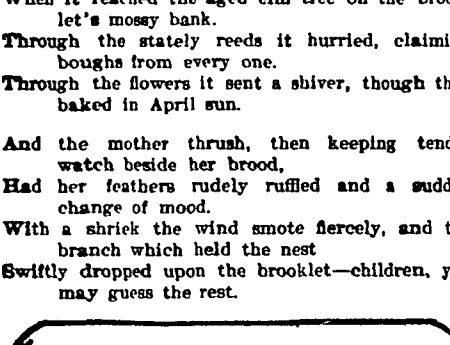 When it reached the aged elm tree on the broo
let's mossy bank.
Through the stately reeds it hurried, claimi
boughs from every one.
Through the flowers it sent a shiver, though th
baked in April sun.
And the mother thrush, then keeping tend
watch beside her brood,
Had her feathers rudely ruffled and a sudd
change of mood.
With a shriek the wind smote fiercely, and t
branch which held the nest
Swiftly dropped upon the brooklet—children, y
may guess the rest.